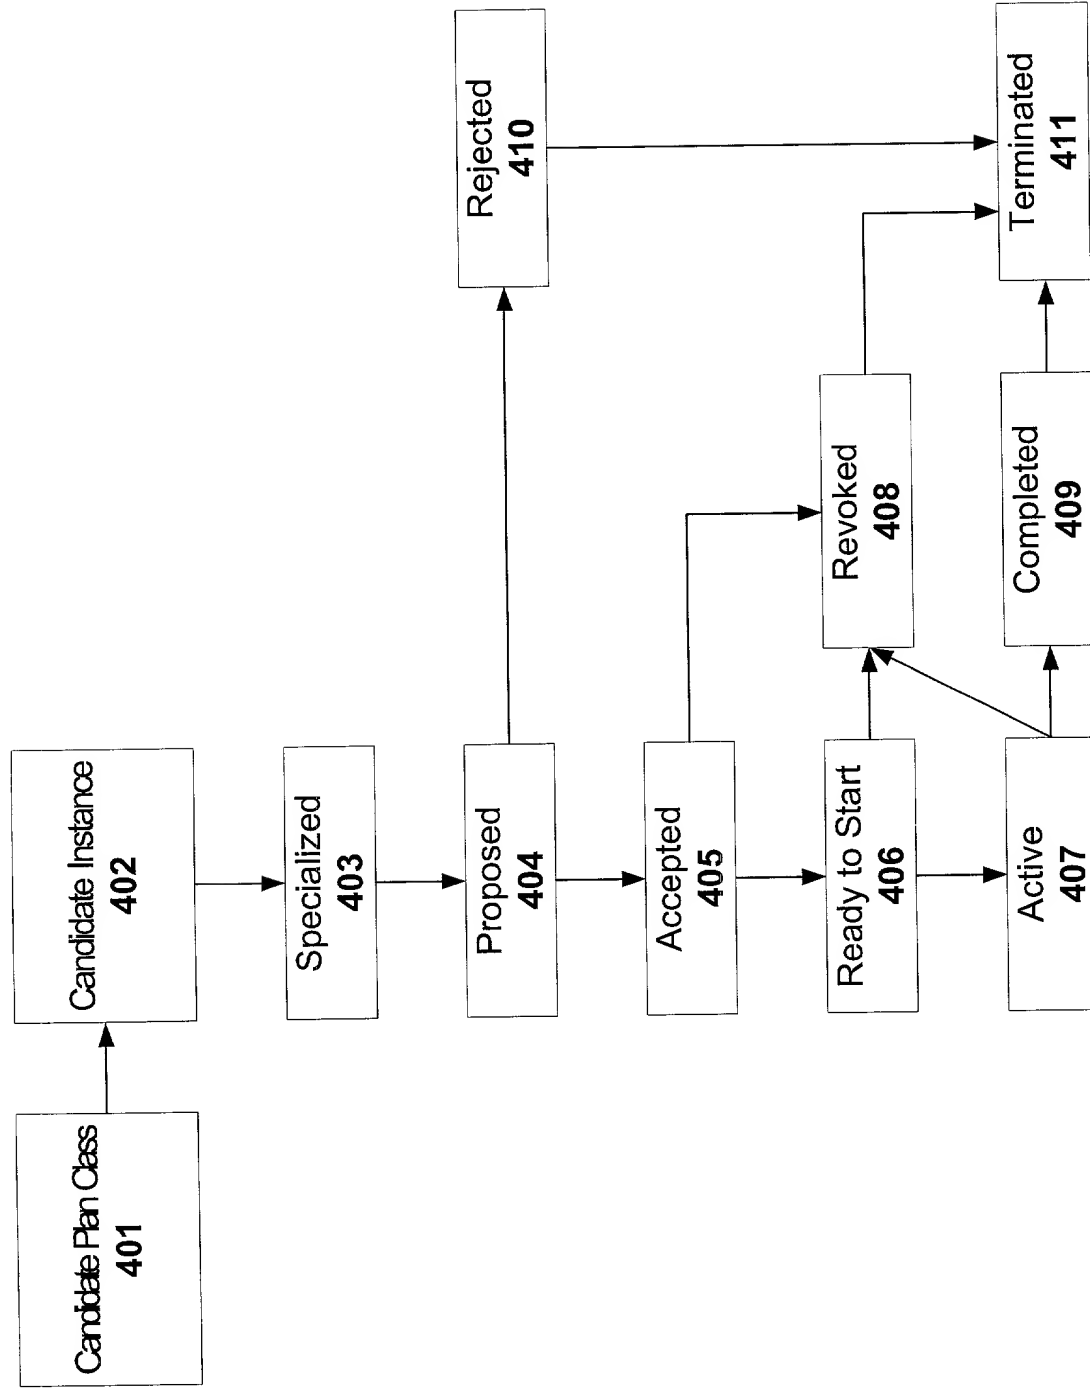 Candidate Plan Class
401
Candidate Instance
402
Specialized
403
Proposed
404
Accepted
405
Ready to Start
406
Active
407
Revoked
408
Completed
409
Rejected
410
Terminated
411